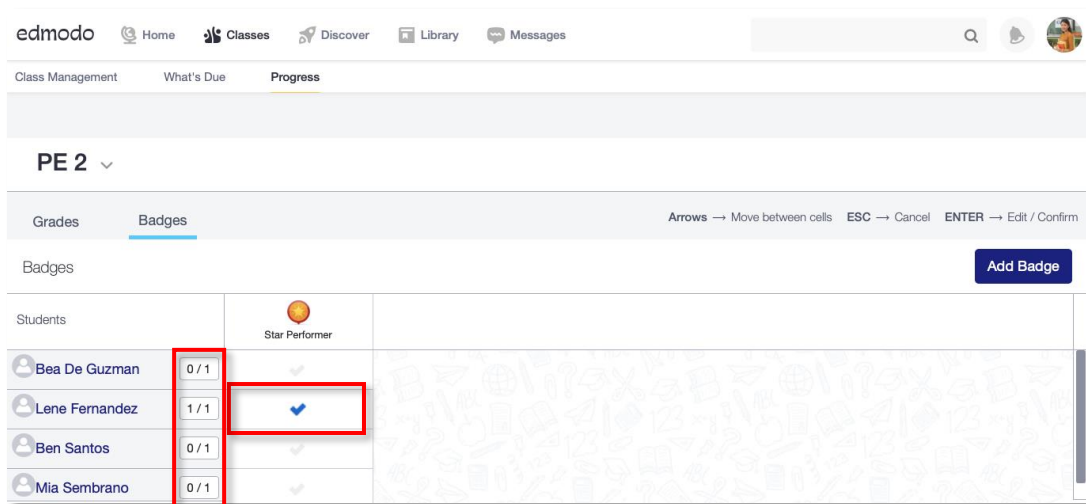 edmodo Home Classes Discover Library Messages
Class Management What's Due Progress
PE 2
Grades Badges Arrows → Move between cells ESC → Cancel ENTER → Edit / Confirm
Badges Add Badge
Students Star Performer
Bea De Guzman 0 / 1
Lene Fernandez 1 / 1
Ben Santos 0 / 1
Mia Sembrano 0 / 1